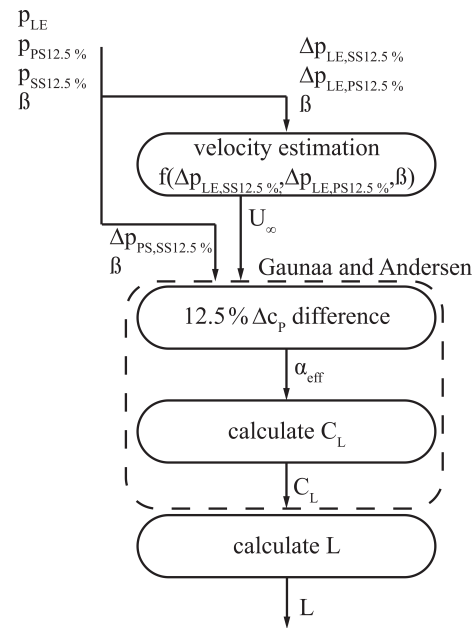 p_LE
p_PS12.5 %
p_SS12.5 %
ß
Δp_LE,SS12.5 %
Δp_LE,PS12.5 %
ß
velocity estimation
f(Δp_LE,SS12.5 %,Δp_LE,PS12.5 %,ß)
U_∞
Δp_PS,SS12.5 %
ß
Gaunaa and Andersen
12.5 % Δc_P difference
α_eff
calculate C_L
C_L
calculate L
L